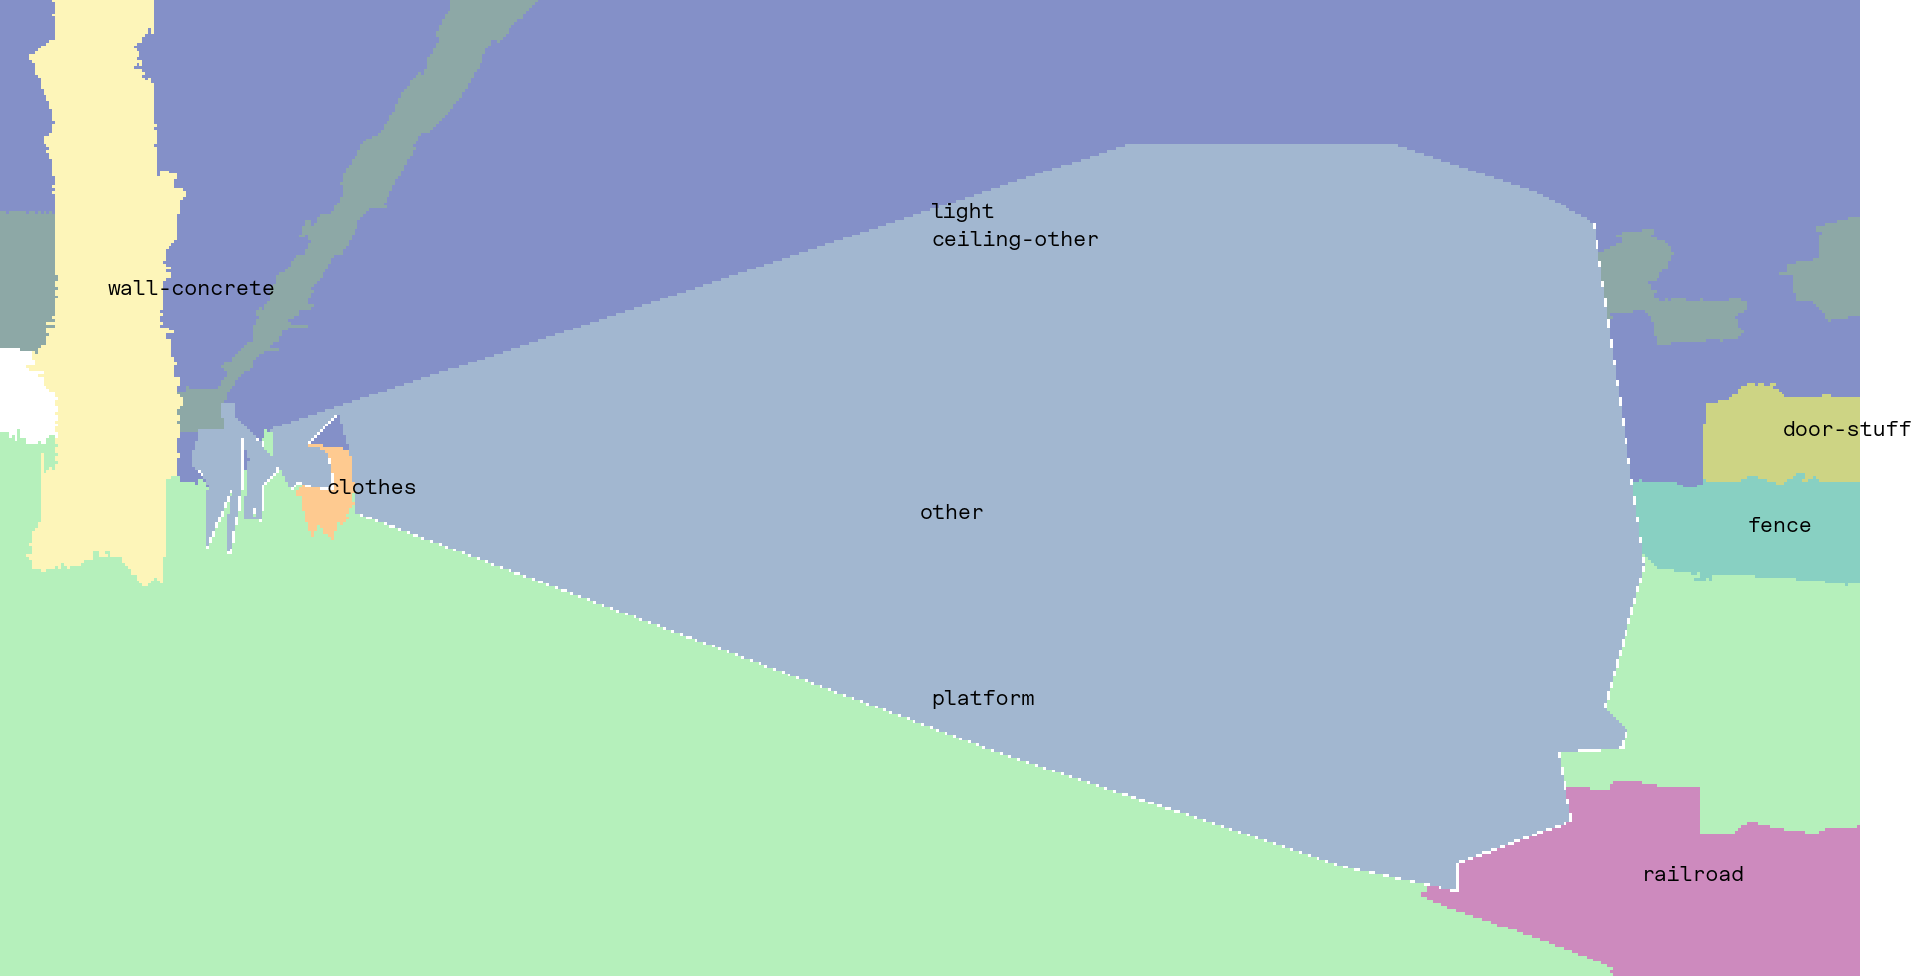 light
ceiling-other
wall-concrete
door-stuff
clothes
other
fence
platform
railroad